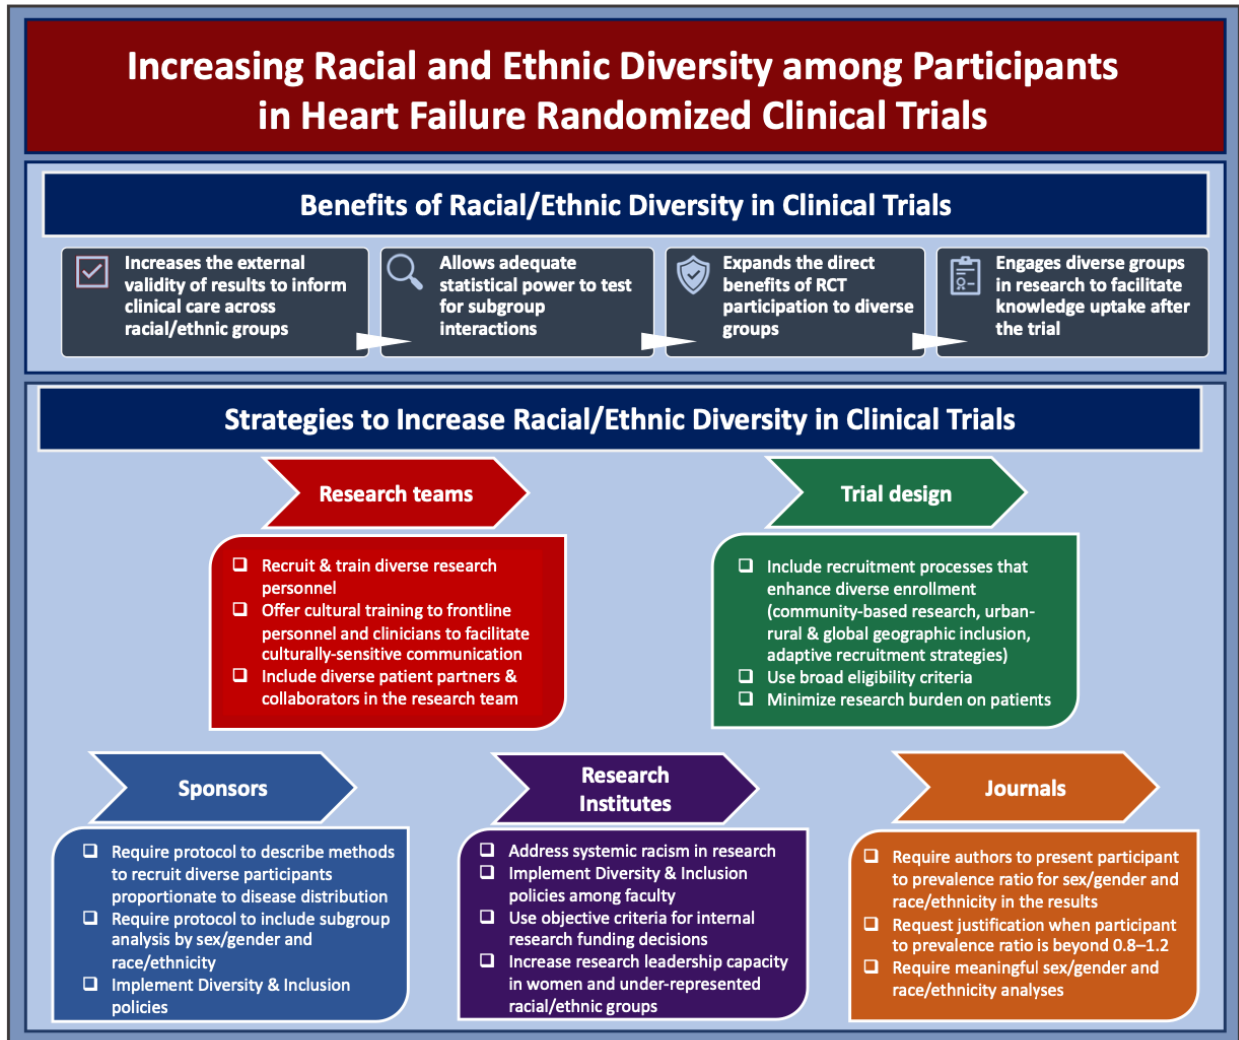 Increasing Racial and Ethnic Diversity among Participants
in Heart Failure Randomized Clinical Trials
Benefits of Racial/Ethnic Diversity in Clinical Trials
Increases the external
validity of results to inform
clinical care across
racial/ethnic groups
Allows adequate
statistical power to test
for subgroup
interactions
Expands the direct
benefits of RCT
participation to diverse
groups
Engages diverse groups
in research to facilitate
knowledge uptake after
the trial
Strategies to Increase Racial/Ethnic Diversity in Clinical Trials
Research teams
❑ Recruit & train diverse research
personnel
❑ Offer cultural training to frontline
personnel and clinicians to facilitate
culturally-sensitive communication
❑ Include diverse patient partners &
collaborators in the research team
Trial design
❑ Include recruitment processes that
enhance diverse enrollment
(community-based research, urban-
rural & global geographic inclusion,
adaptive recruitment strategies)
❑ Use broad eligibility criteria
❑ Minimize research burden on patients
Sponsors
❑ Require protocol to describe methods
to recruit diverse participants
proportionate to disease distribution
❑ Require protocol to include subgroup
analysis by sex/gender and
race/ethnicity
❑ Implement Diversity & Inclusion
policies
Research
Institutes
❑ Address systemic racism in research
❑ Implement Diversity & Inclusion
policies among faculty
❑ Use objective criteria for internal
research funding decisions
❑ Increase research leadership capacity
in women and under-represented
racial/ethnic groups
Journals
❑ Require authors to present participant
to prevalence ratio for sex/gender and
race/ethnicity in the results
❑ Request justification when participant
to prevalence ratio is beyond 0.8–1.2
❑ Require meaningful sex/gender and
race/ethnicity analyses